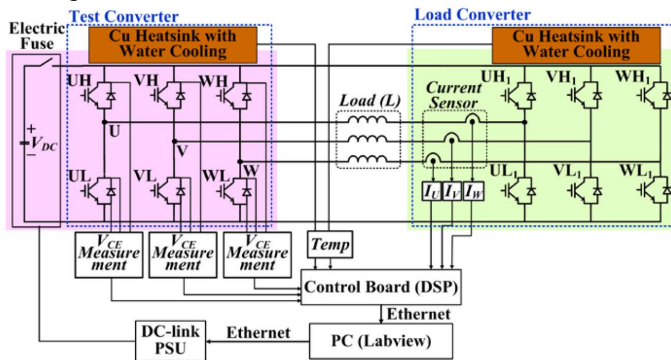 Test Converter
Load Converter
Electric
Fuse
Cu Heatsink with
Water Cooling
Cu Heatsink with
Water Cooling
UH
VH
WH
Load (L)
Current
Sensor
UH1
VH1
WH1
U
V
W
+
VDC
−
UL
VL
WL
UL1
VL1
WL1
IU
IV
IW
VCE
Measure
ment
VCE
Measure
ment
VCE
Measure
ment
Temp
Control Board (DSP)
Ethernet
DC-link
PSU
Ethernet
PC (Labview)